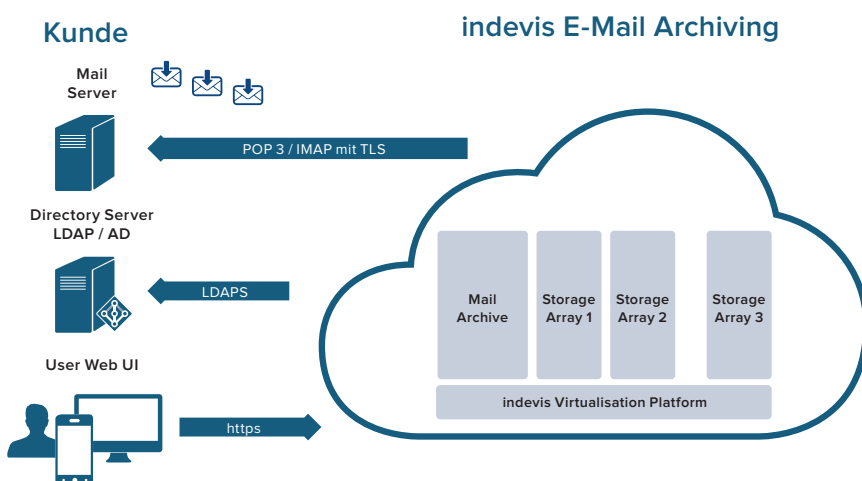 Kunde
indevis E-Mail Archiving
Mail
Server
POP 3 / IMAP mit TLS
Directory Server
LDAP / AD
LDAPS
Mail
Archive
Storage
Array 1
Storage
Array 2
Storage
Array 3
User Web UI
indevis Virtualisation Platform
https